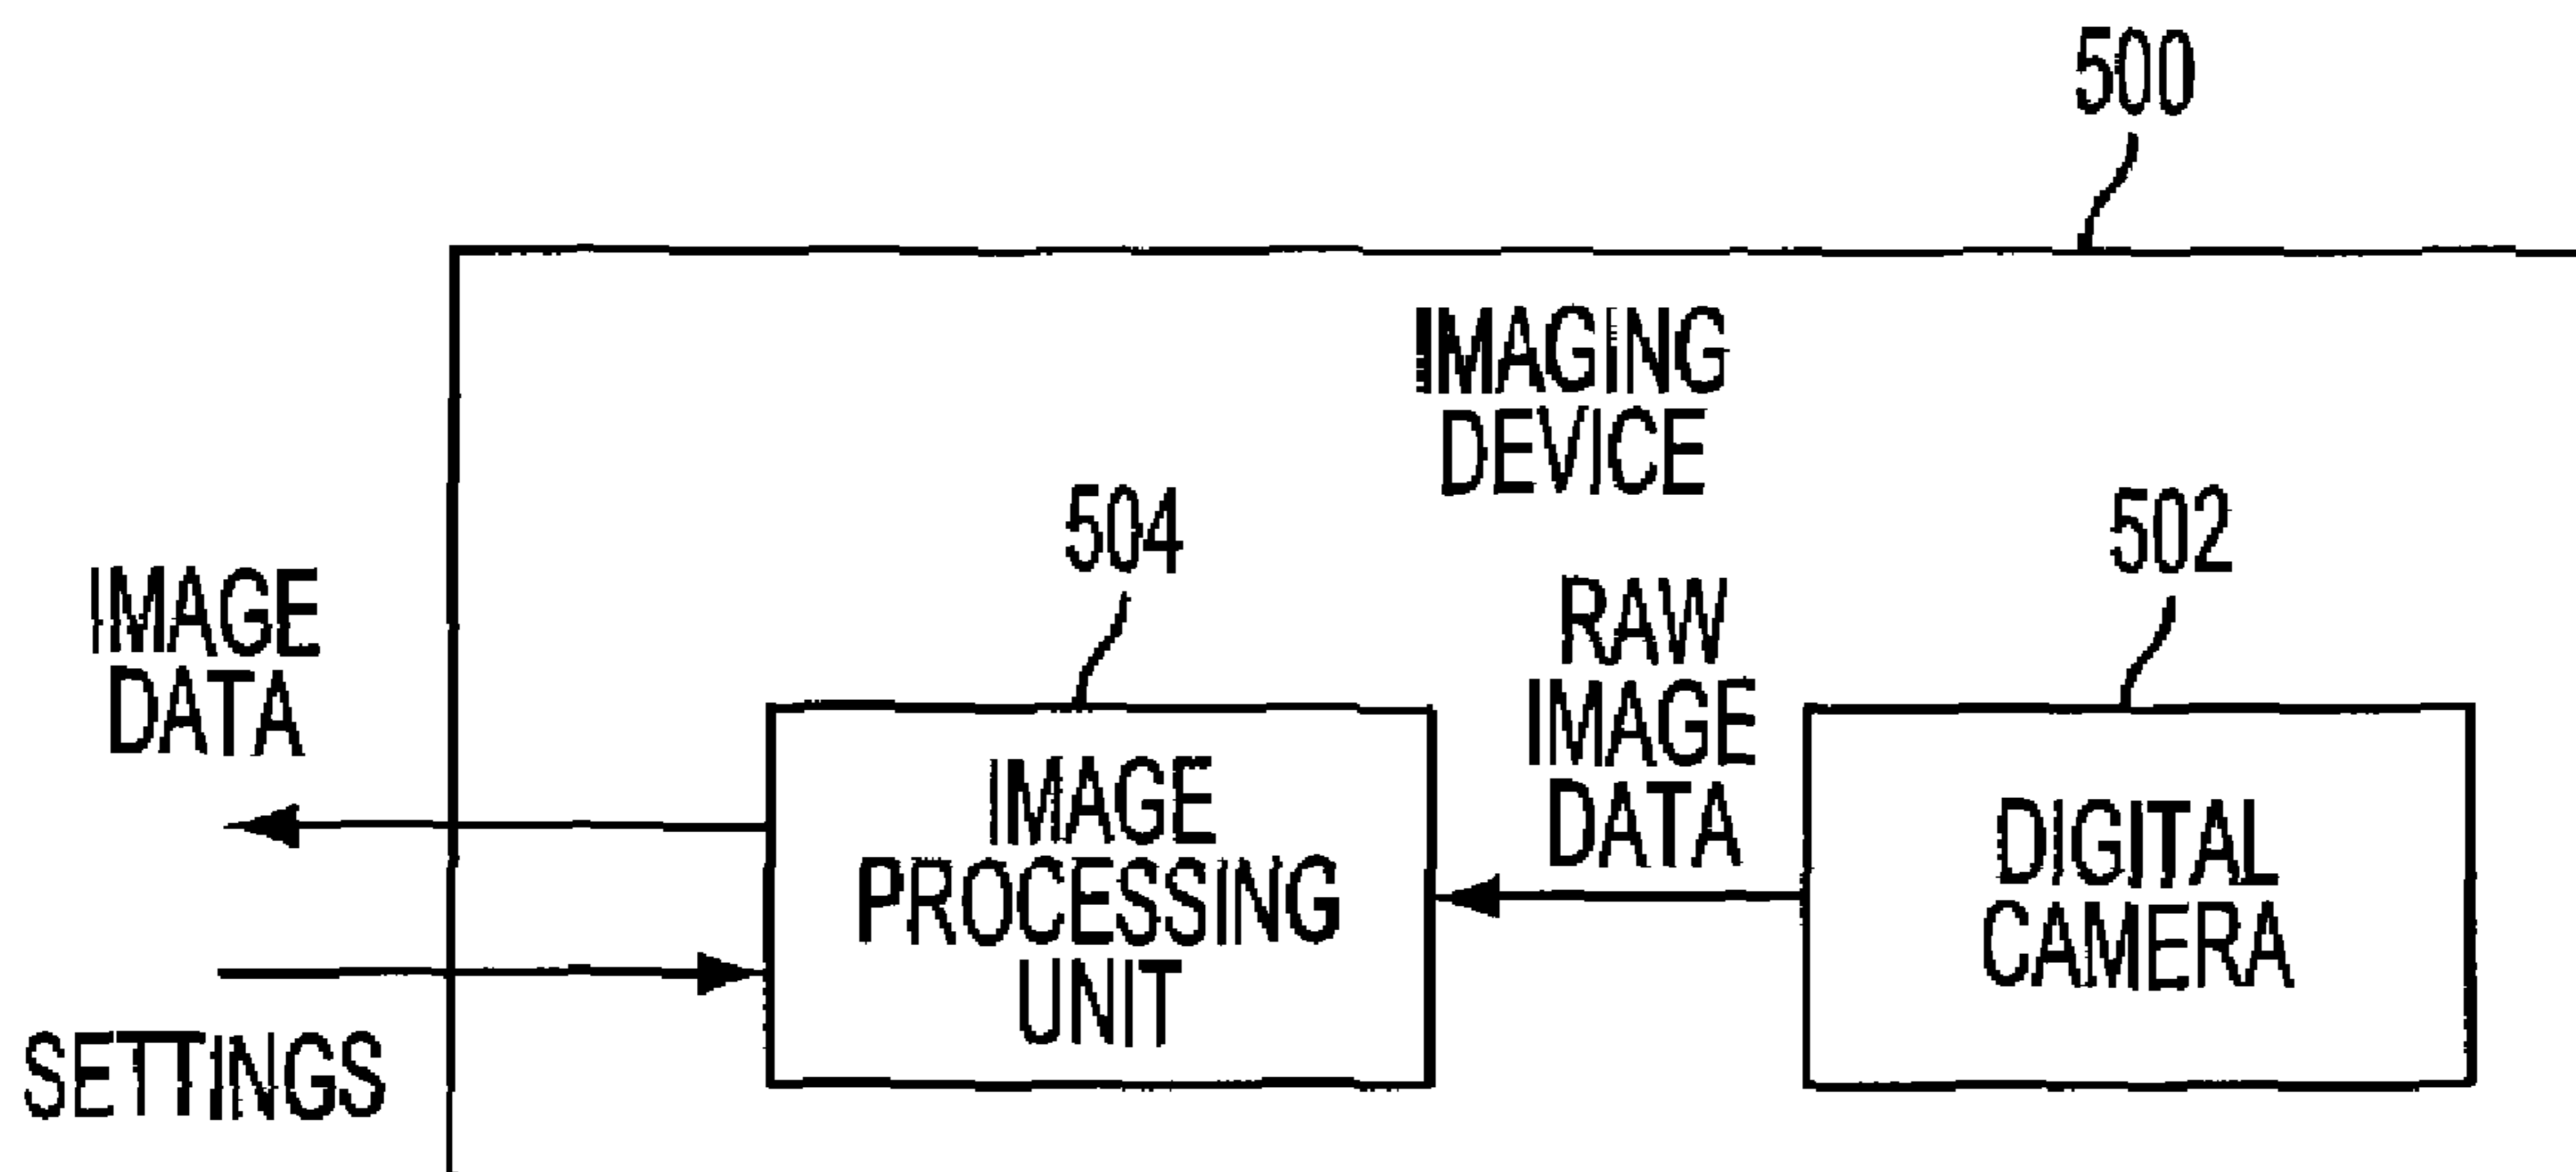 500
IMAGING
DEVICE
504
502
IMAGE
DATA
RAW
IMAGE
DATA
IMAGE
PROCESSING
UNIT
DIGITAL
CAMERA
SETTINGS